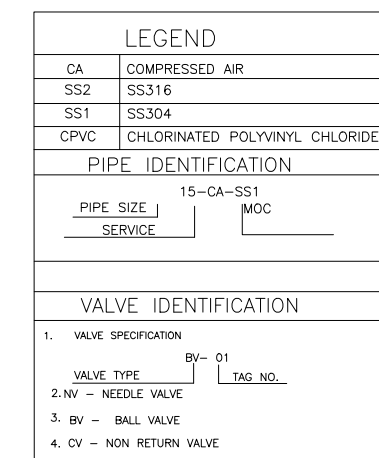 LEGEND
CA COMPRESSED AIR
SS2 SS316
SS1 SS304
CPVC CHLORINATED POLYVINYL CHLORIDE
PIPE IDENTIFICATION
15-CA-SS1
PIPE SIZE MOC
SERVICE
VALVE IDENTIFICATION
1. VALVE SPECIFICATION
BV- 01
VALVE TYPE TAG NO.
2. NV - NEEDLE VALVE
3. BV - BALL VALVE
4. CV - NON RETURN VALVE